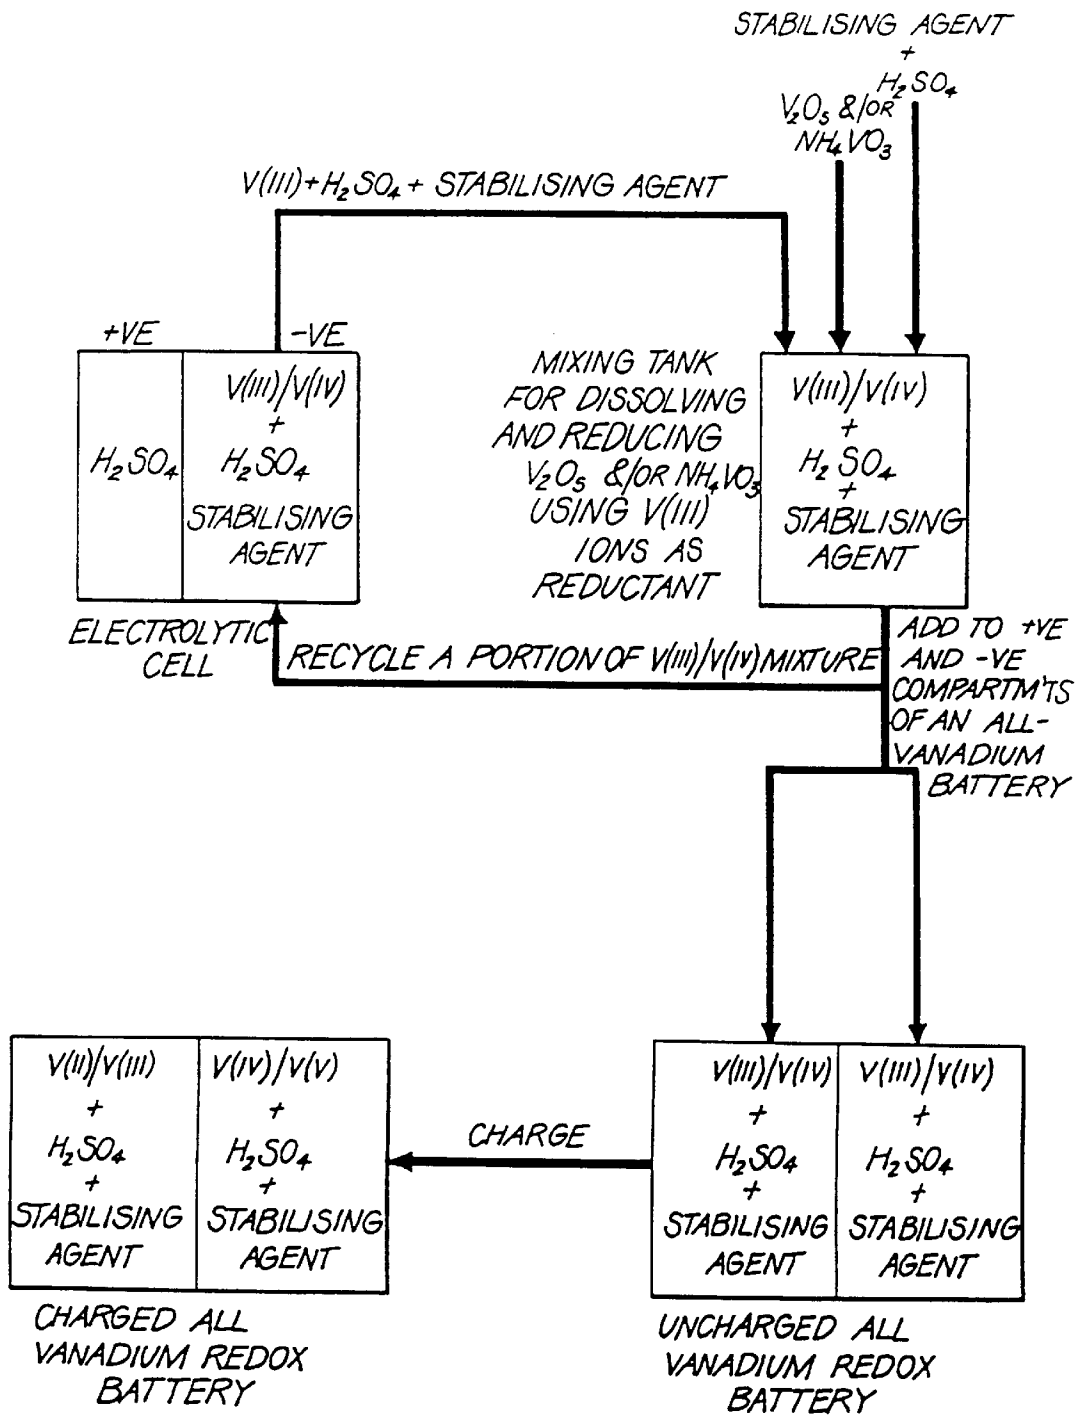 STABILISING AGENT
+
H₂SO₄
V₂O₅ &/OR
NH₄VO₃
V(III)+H₂SO₄ + STABILISING AGENT
+VE
-VE
H₂SO₄
V(III)/V(IV)
+
H₂SO₄
STABILISING
AGENT
ELECTROLYTIC
CELL
MIXING TANK
FOR DISSOLVING
AND REDUCING
V₂O₅ &/OR NH₄VO₃
USING V(III)
IONS AS
REDUCTANT
V(III)/V(IV)
+
H₂SO₄
+
STABILISING
AGENT
RECYCLE A PORTION OF V(III)/V(IV) MIXTURE
ADD TO +VE
AND -VE
COMPARTM'TS
OF AN ALL-
VANADIUM
BATTERY
V(II)/V(III)
+
H₂SO₄
+
STABILISING
AGENT
V(IV)/V(V)
+
H₂SO₄
+
STABILISING
AGENT
CHARGED ALL
VANADIUM REDOX
BATTERY
CHARGE
V(III)/V(IV)
+
H₂SO₄
+
STABILISING
AGENT
V(III)/V(IV)
+
H₂SO₄
+
STABILISING
AGENT
UNCHARGED ALL
VANADIUM REDOX
BATTERY